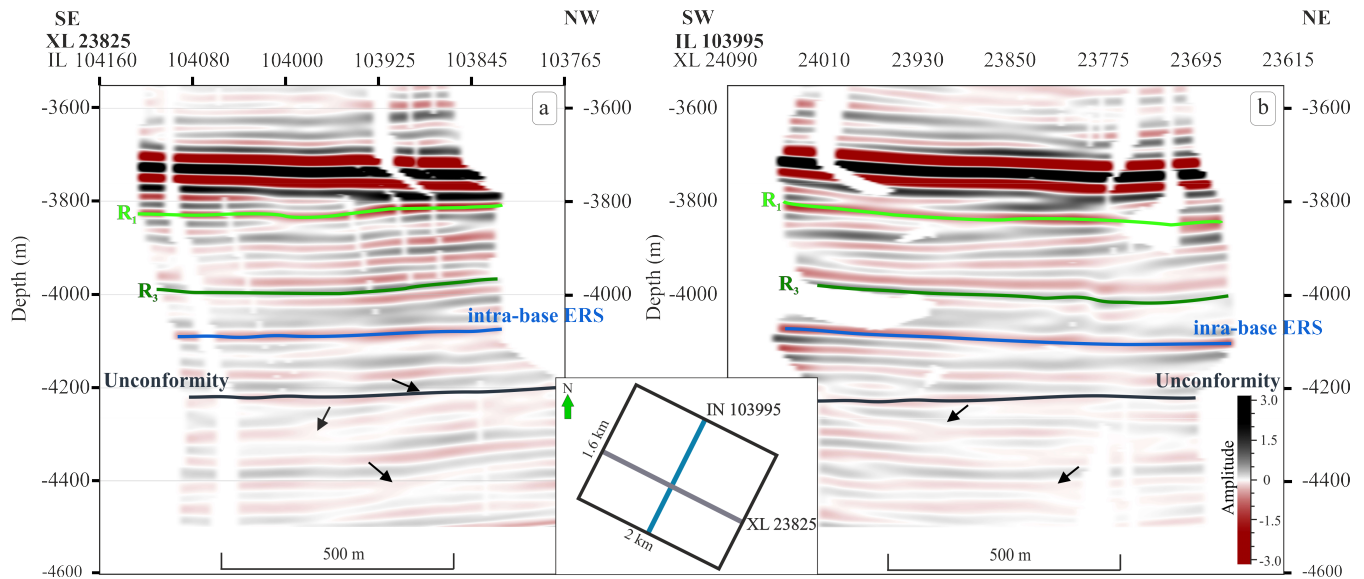 SE NW
XL 23825
IL 104160 104080 104000 103925 103845 103765
SW NE
IL 103995
XL 24090 24010 23930 23850 23775 23695 23615
a
b
-3600 -3600 -3600 -3600
-3800 -3800 -3800 -3800
-4000 -4000 -4000 -4000
-4200 -4200 -4200
-4400 -4400
-4600 -4600
Depth (m)
Depth (m)
R1
R3
intra-base ERS
Unconformity
500 m
R1
R3
inra-base ERS
Unconformity
500 m
N
IN 103995
1.6 km
XL 23825
2 km
Amplitude
3.0
1.5
0
-1.5
-3.0